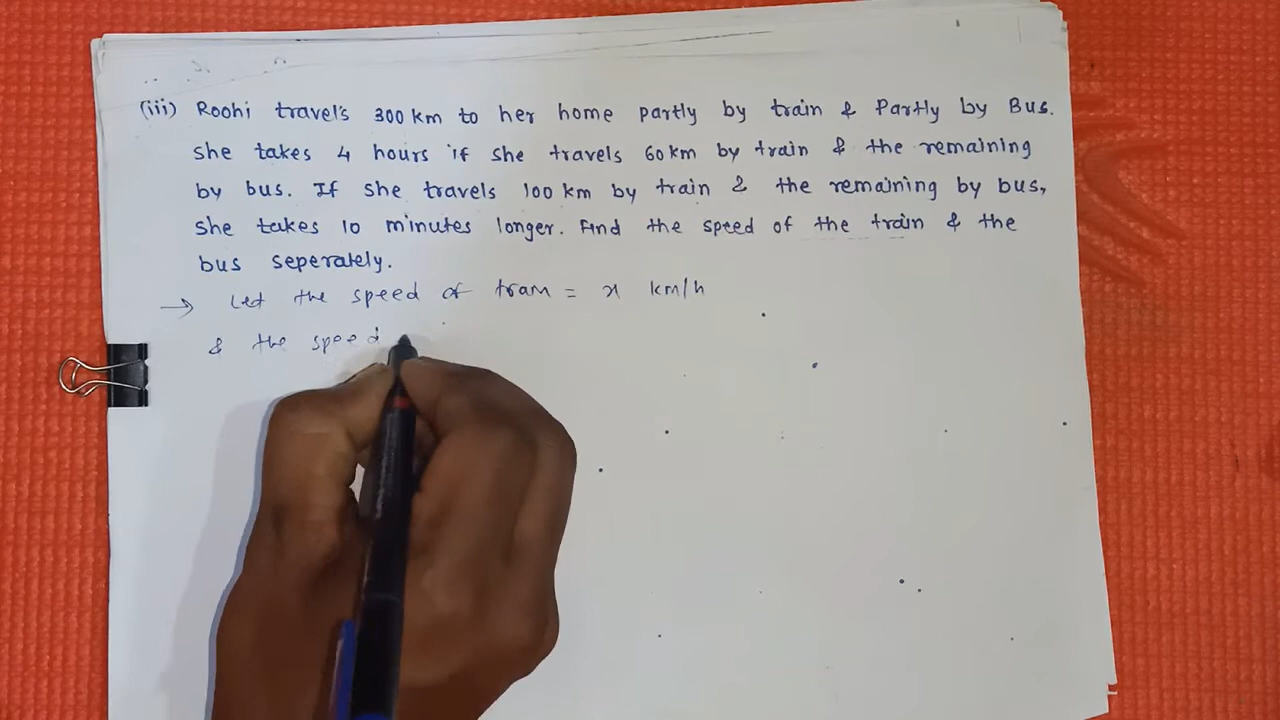 (iii) Roohi travel's 300 km to her home partly by train & Partly by Bus.
She takes 4 hours if she travels 60 km by train & the remaining
by bus. If she travels 100 km by train & the remaining by bus,
she takes 10 minutes longer. Find the speed of the train & the
bus seperately.
→ Let the speed of train = x km/h
& the speed